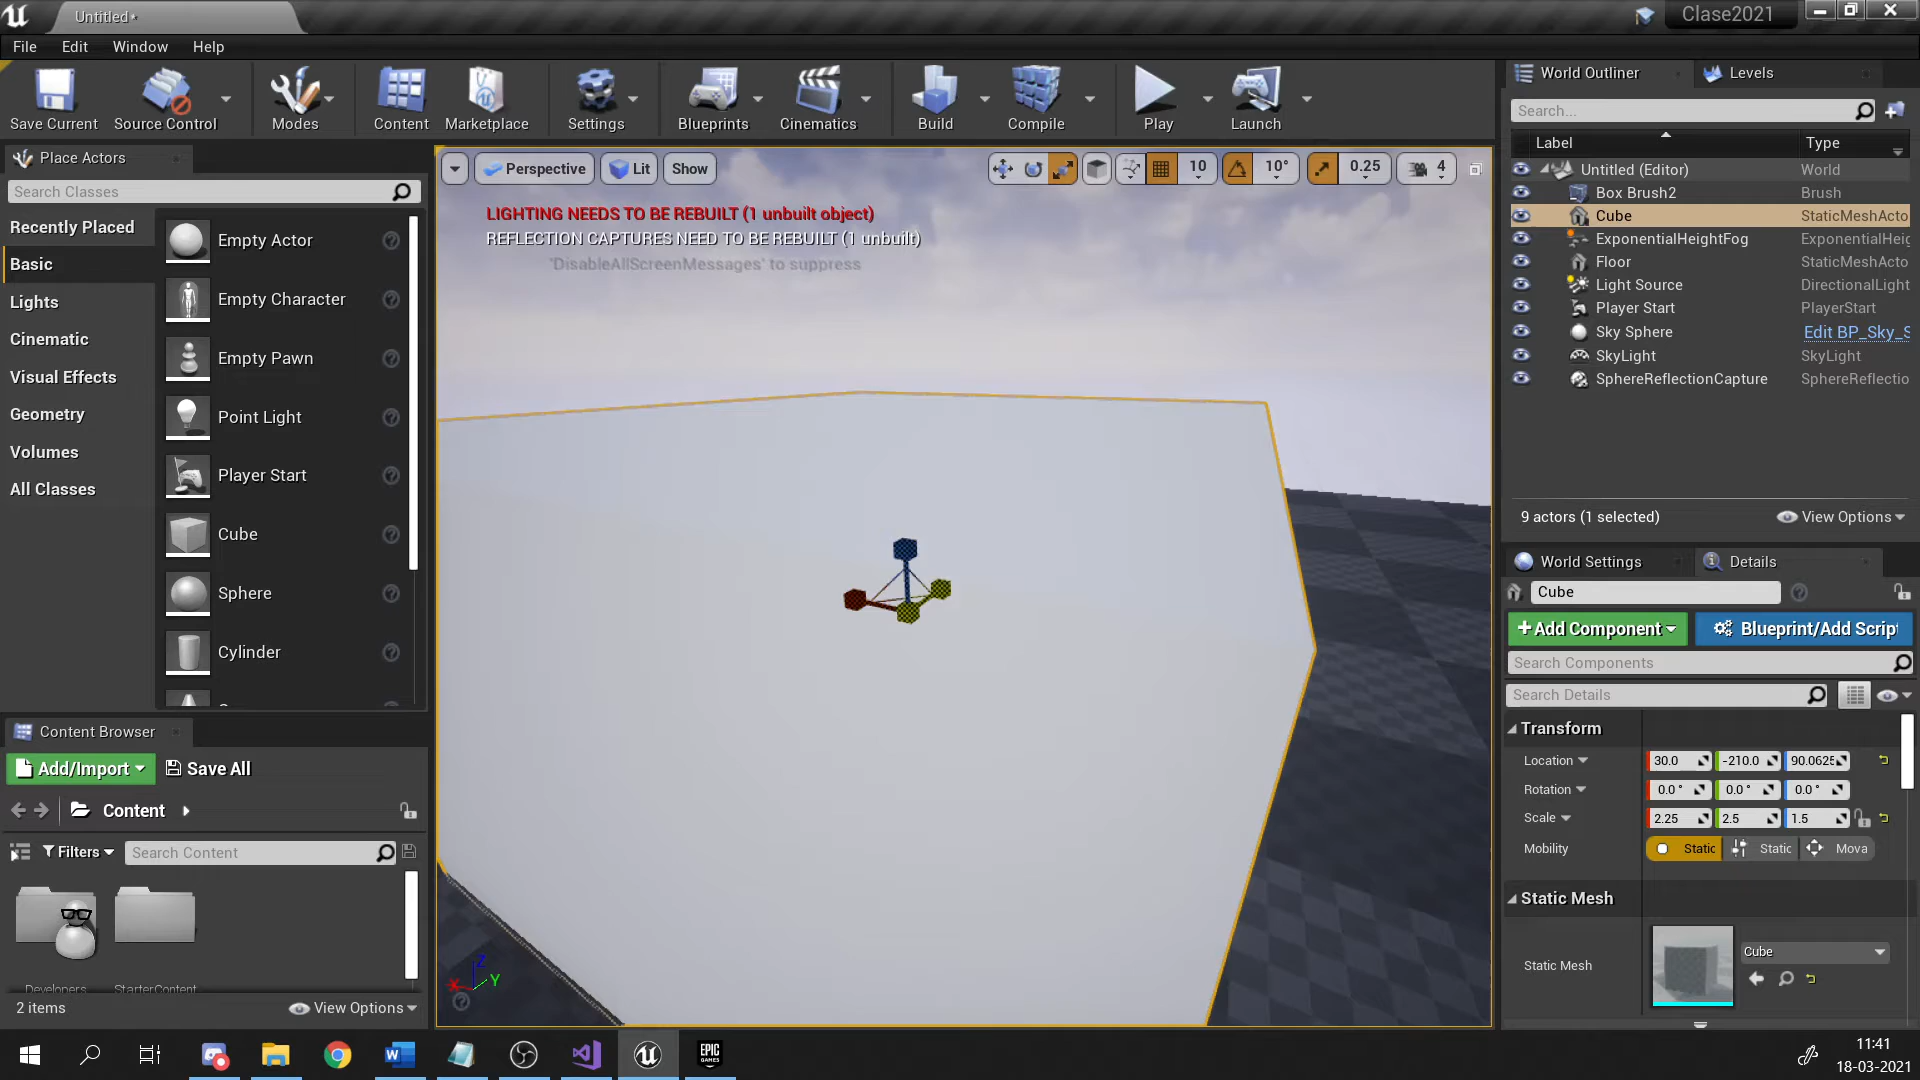 Untitled*
Clase2021
File Edit Window Help
Save Current
Source Control
Modes
Content
Marketplace
Settings
Blueprints
Cinematics
Build
Compile
Play
Launch
Place Actors
Search Classes
Recently Placed
Basic
Lights
Cinematic
Visual Effects
Geometry
Volumes
All Classes
Empty Actor
Empty Character
Empty Pawn
Point Light
Player Start
Cube
Sphere
Cylinder
Perspective Lit Show
10 10° 0.25 4
LIGHTING NEEDS TO BE REBUILT (1 unbuilt object)
REFLECTION CAPTURES NEED TO BE REBUILT (1 unbuilt)
'DisableAllScreenMessages' to suppress
Z
X Y
World Outliner Levels
Search...
Label Type
Untitled (Editor) World
Box Brush2 Brush
Cube StaticMeshActo
ExponentialHeightFog ExponentialHeig
Floor StaticMeshActo
Light Source DirectionalLight
Player Start PlayerStart
Sky Sphere Edit BP_Sky_S
SkyLight SkyLight
SphereReflectionCapture SphereReflectio
9 actors (1 selected) View Options
World Settings Details
Cube
+Add Component Blueprint/Add Script
Search Components
Search Details
Transform
Location 30.0 -210.0 90.0625
Rotation 0.0° 0.0° 0.0°
Scale 2.25 2.5 1.5
Mobility Static Static Mova
Static Mesh
Static Mesh Cube
Content Browser
Add/Import Save All
Content
Filters Search Content
Developers StarterContent
2 items View Options
EPIC
GAMES
11:41
18-03-2021